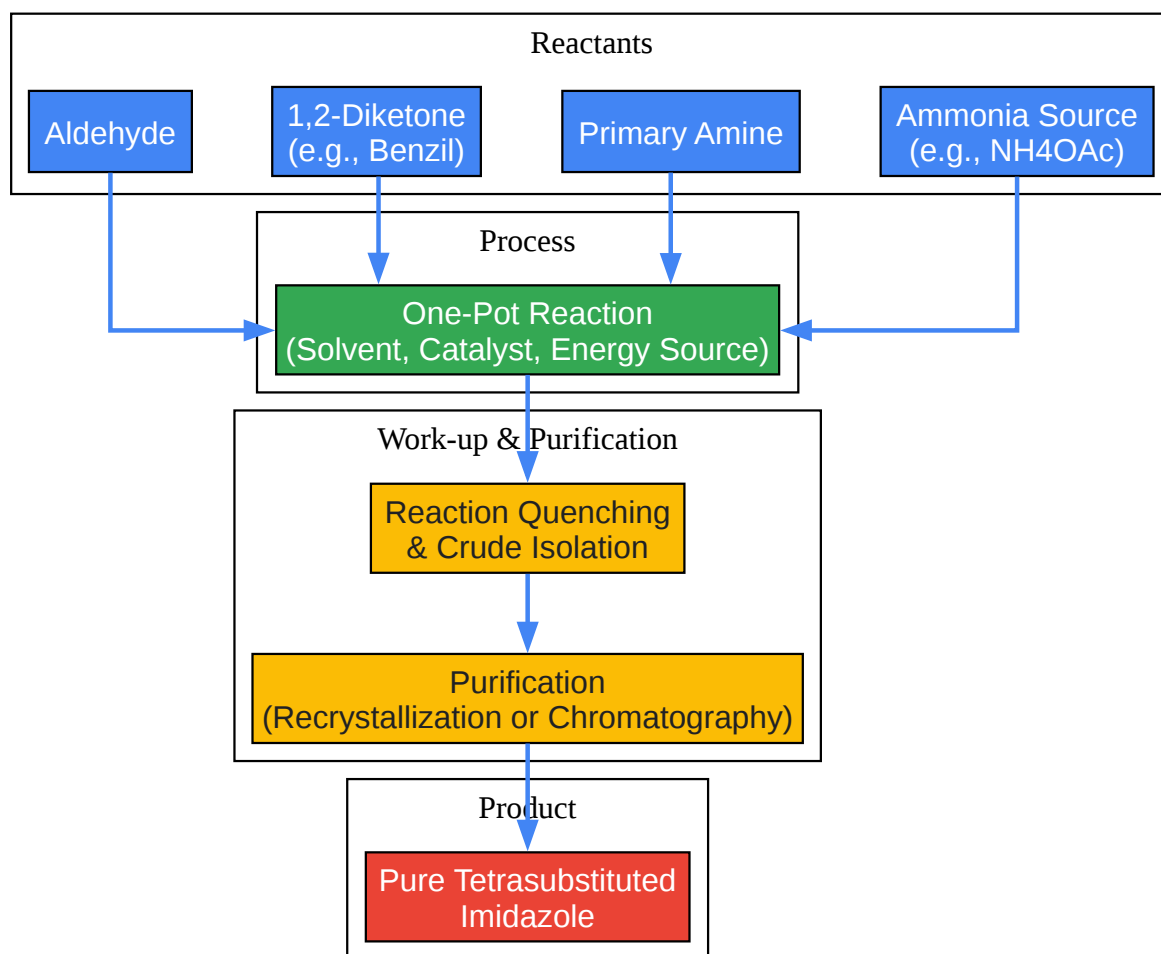 Reactants
Aldehyde
1,2-Diketone
(e.g., Benzil)
Primary Amine
Ammonia Source
(e.g., NH4OAc)
Process
One-Pot Reaction
(Solvent, Catalyst, Energy Source)
Work-up & Purification
Reaction Quenching
& Crude Isolation
Purification
(Recrystallization or Chromatography)
Product
Pure Tetrasubstituted
Imidazole